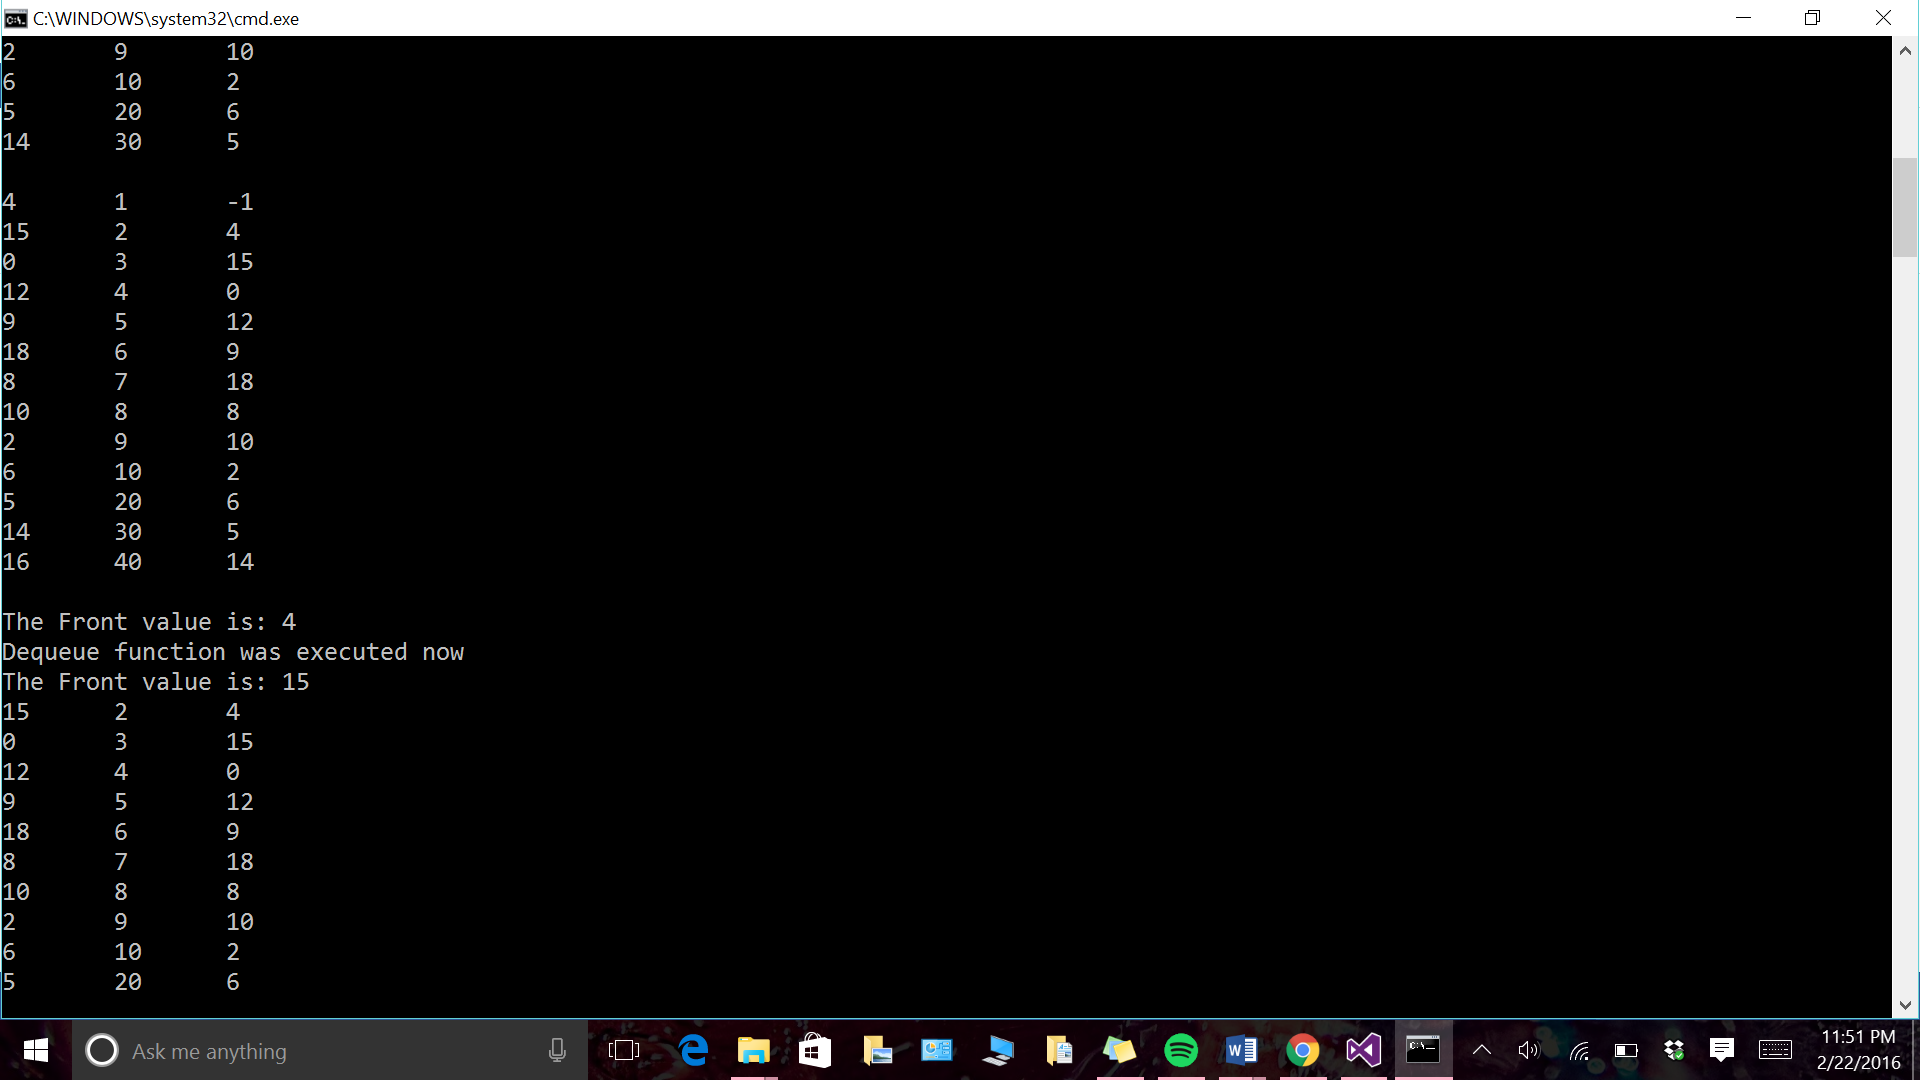 C:\WINDOWS\system32\cmd.exe
2 9 10
6 10 2
5 20 6
14 30 5
4 1 -1
15 2 4
0 3 15
12 4 0
9 5 12
18 6 9
8 7 18
10 8 8
2 9 10
6 10 2
5 20 6
14 30 5
16 40 14
The Front value is: 4
Dequeue function was executed now
The Front value is: 15
15 2 4
0 3 15
12 4 0
9 5 12
18 6 9
8 7 18
10 8 8
2 9 10
6 10 2
5 20 6
Ask me anything
11:51 PM
2/22/2016